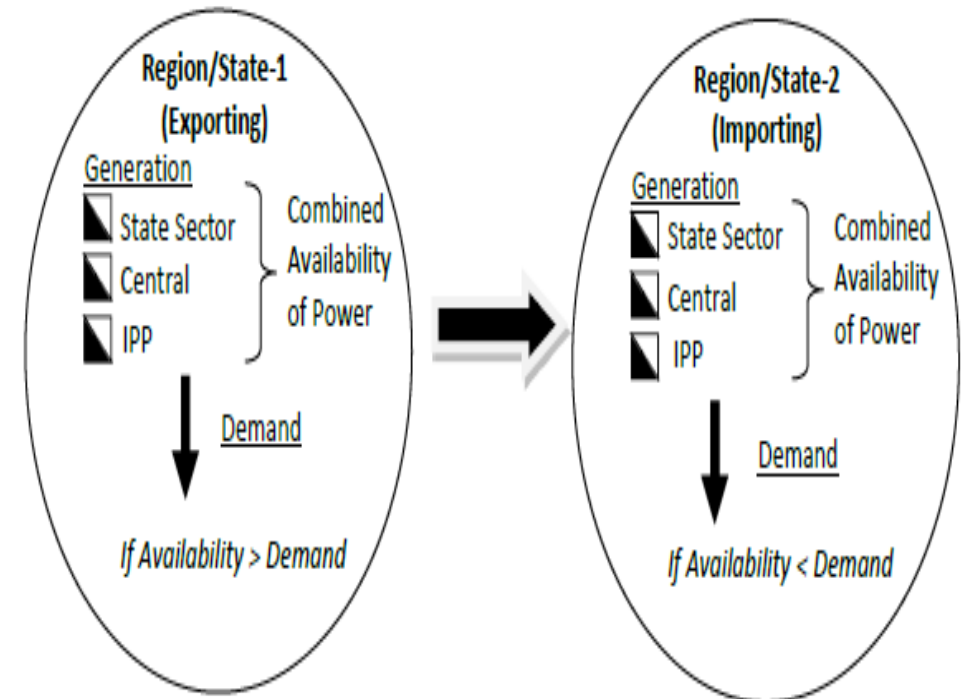 Region/State-1
(Exporting)
Generation
State Sector
Central
IPP
Combined
Availability
of Power
Demand
If Availability > Demand
Region/State-2
(Importing)
Generation
State Sector
Central
IPP
Combined
Availability
of Power
Demand
If Availability < Demand